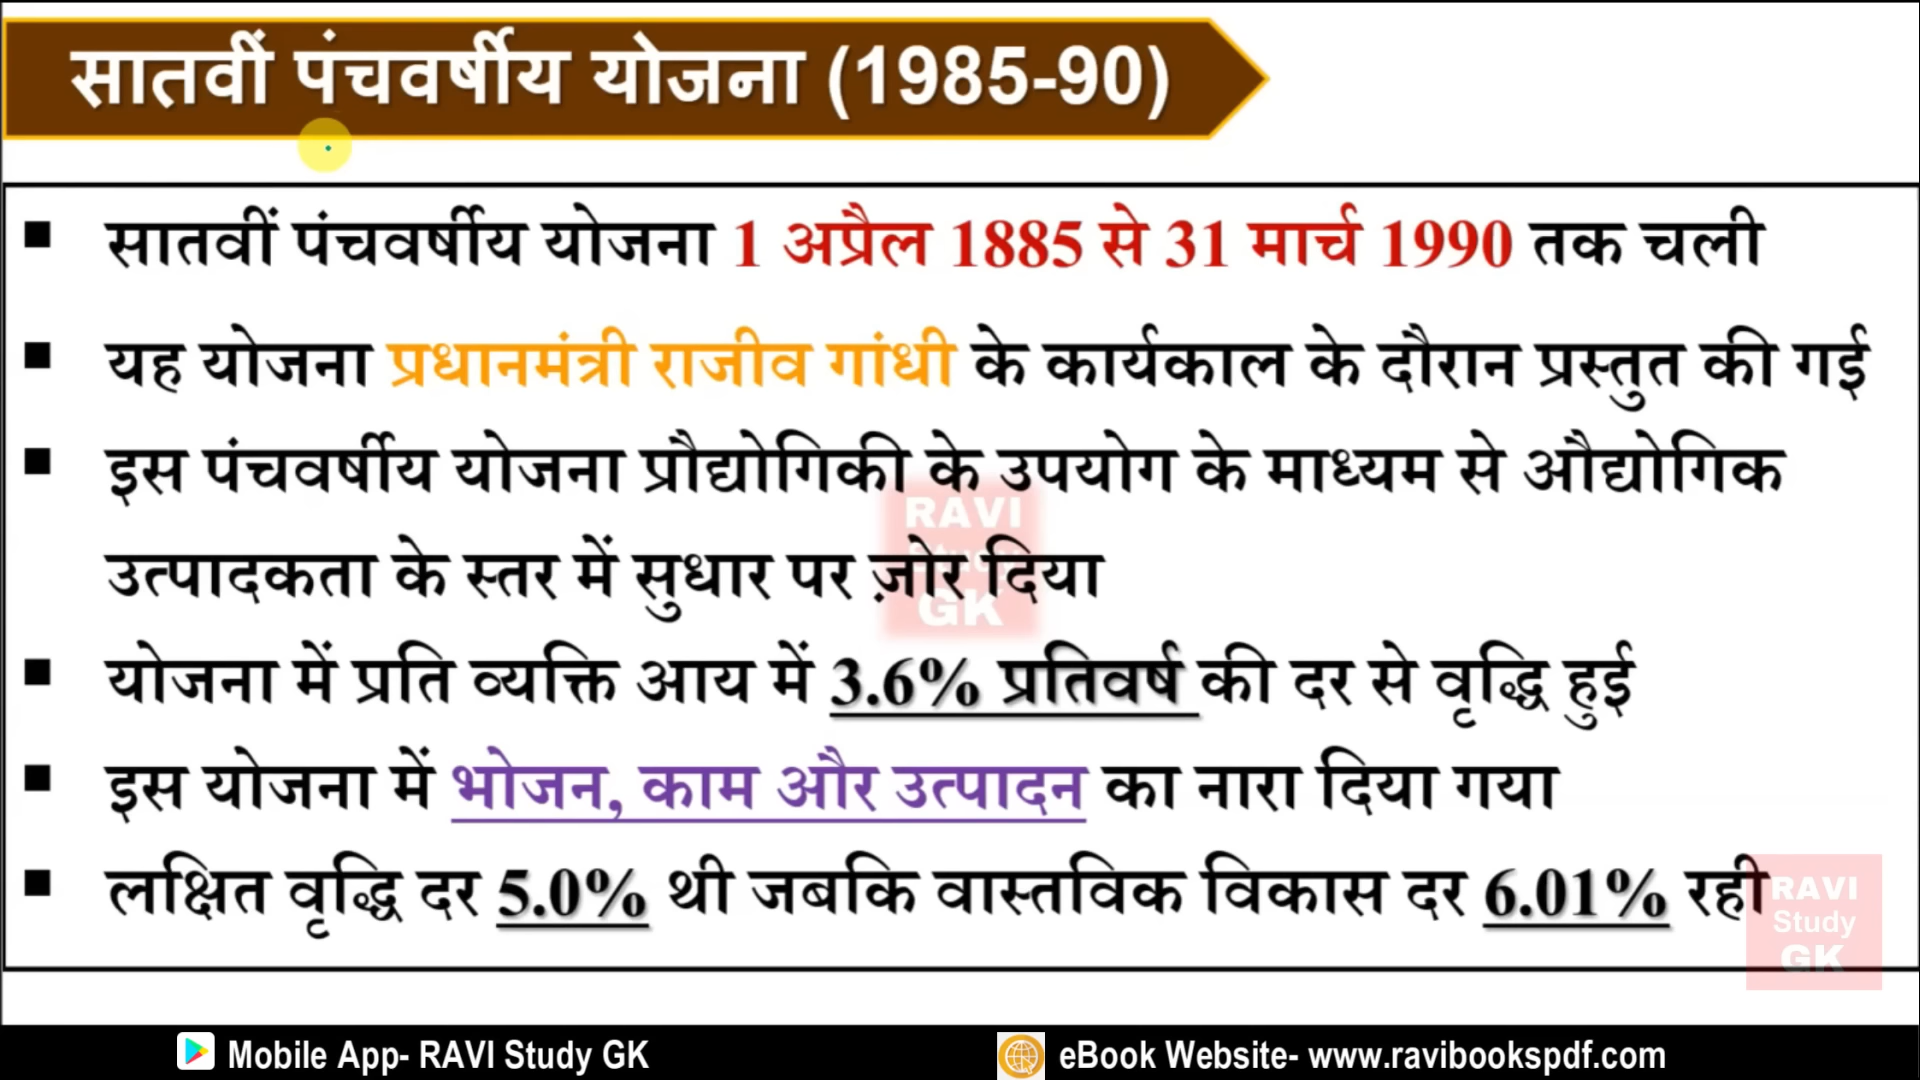 सातवीं पंचवर्षीय योजना (1985-90)
▪ सातवीं पंचवर्षीय योजना 1 अप्रैल 1885 से 31 मार्च 1990 तक चली
▪ यह योजना प्रधानमंत्री राजीव गांधी के कार्यकाल के दौरान प्रस्तुत की गई
▪ इस पंचवर्षीय योजना प्रौद्योगिकी के उपयोग के माध्यम से औद्योगिक
उत्पादकता के स्तर में सुधार पर ज़ोर दिया
▪ योजना में प्रति व्यक्ति आय में 3.6% प्रतिवर्ष की दर से वृद्धि हुई
▪ इस योजना में भोजन, काम और उत्पादन का नारा दिया गया
▪ लक्षित वृद्धि दर 5.0% थी जबकि वास्तविक विकास दर 6.01% रही
RAVI
Study
GK
RAVI
Study
GK
Mobile App- RAVI Study GK
eBook Website- www.ravibookspdf.com